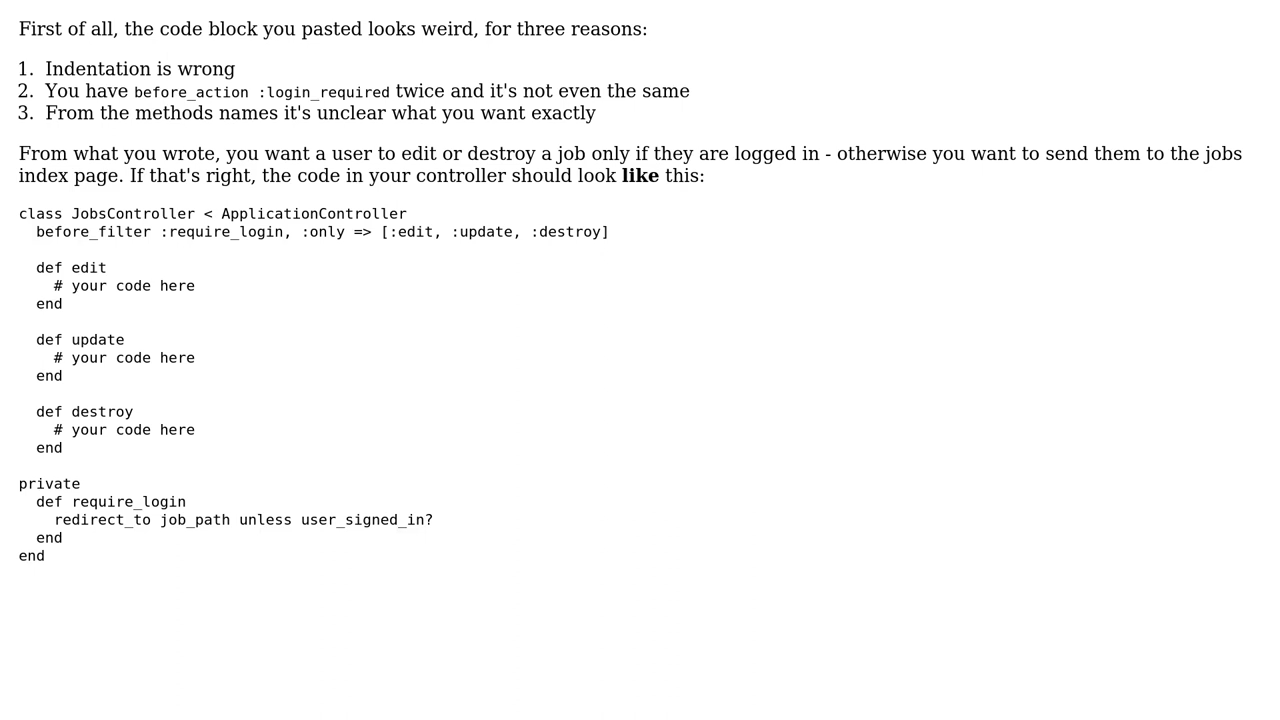 First of all, the code block you pasted looks weird, for three reasons:
1. Indentation is wrong
2. You have before_action :login_required twice and it's not even the same
3. From the methods names it's unclear what you want exactly
From what you wrote, you want a user to edit or destroy a job only if they are logged in - otherwise you want to send them to the jobs
index page. If that's right, the code in your controller should look like this:
class JobsController < ApplicationController
  before_filter :require_login, :only => [:edit, :update, :destroy]

  def edit
    # your code here
  end

  def update
    # your code here
  end

  def destroy
    # your code here
  end

private
  def require_login
    redirect_to job_path unless user_signed_in?
  end
end